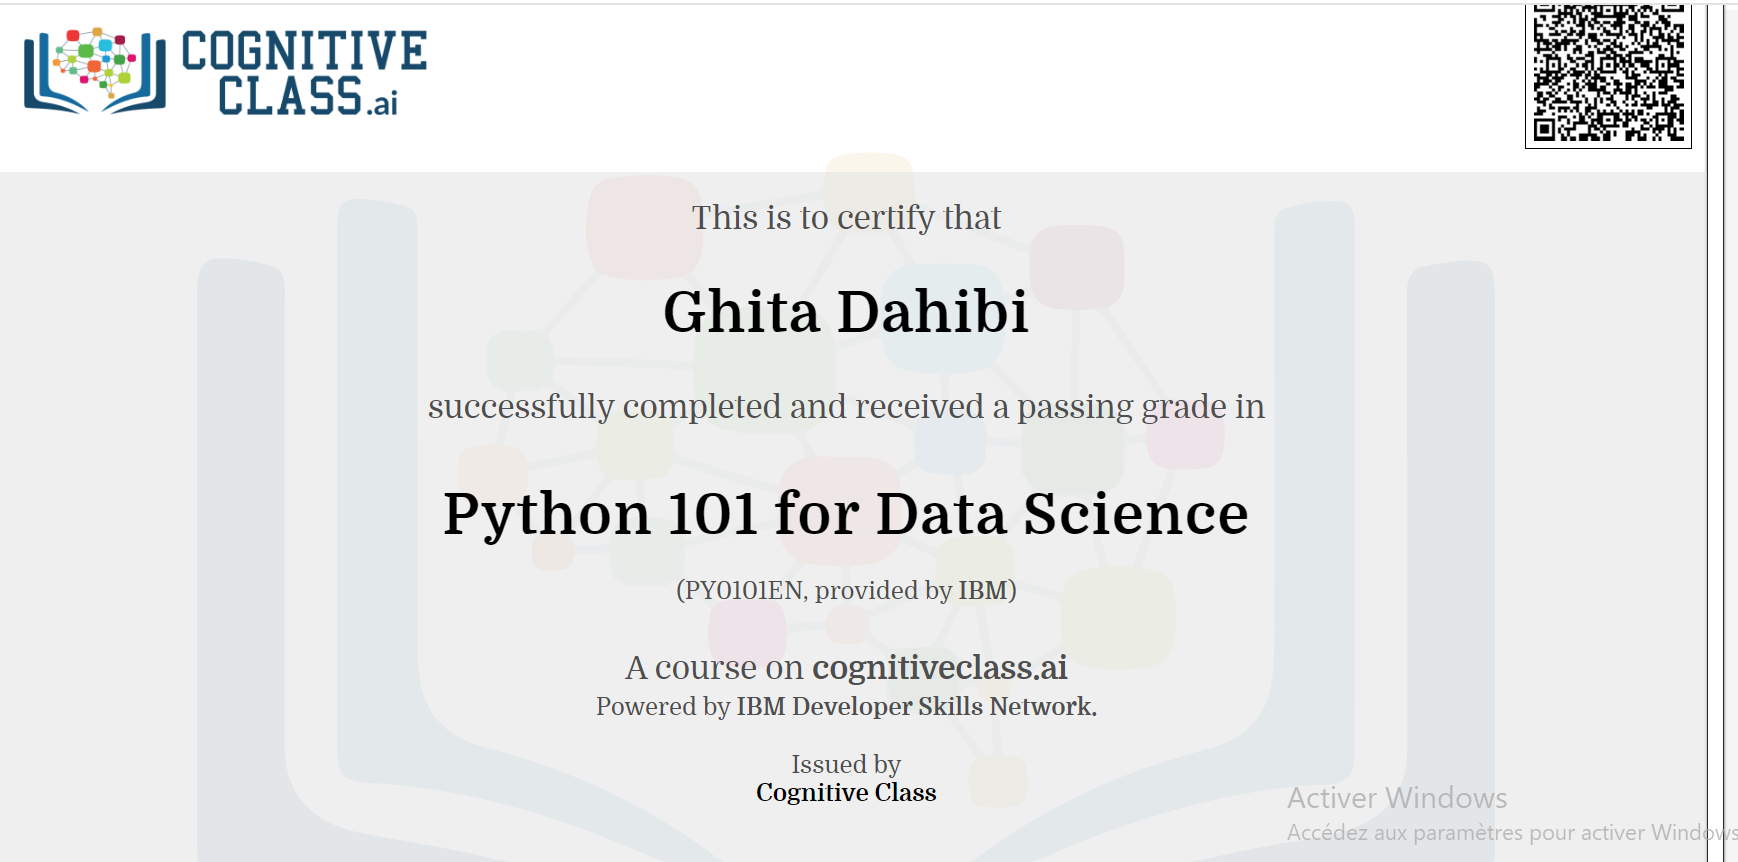 COGNITIVE
CLASS.ai
This is to certify that
Ghita Dahibi
successfully completed and received a passing grade in
Python 101 for Data Science
(PY0101EN, provided by IBM)
A course on cognitiveclass.ai
Powered by IBM Developer Skills Network.
Issued by
Cognitive Class
Activer Windows
Accédez aux paramètres pour activer Windows